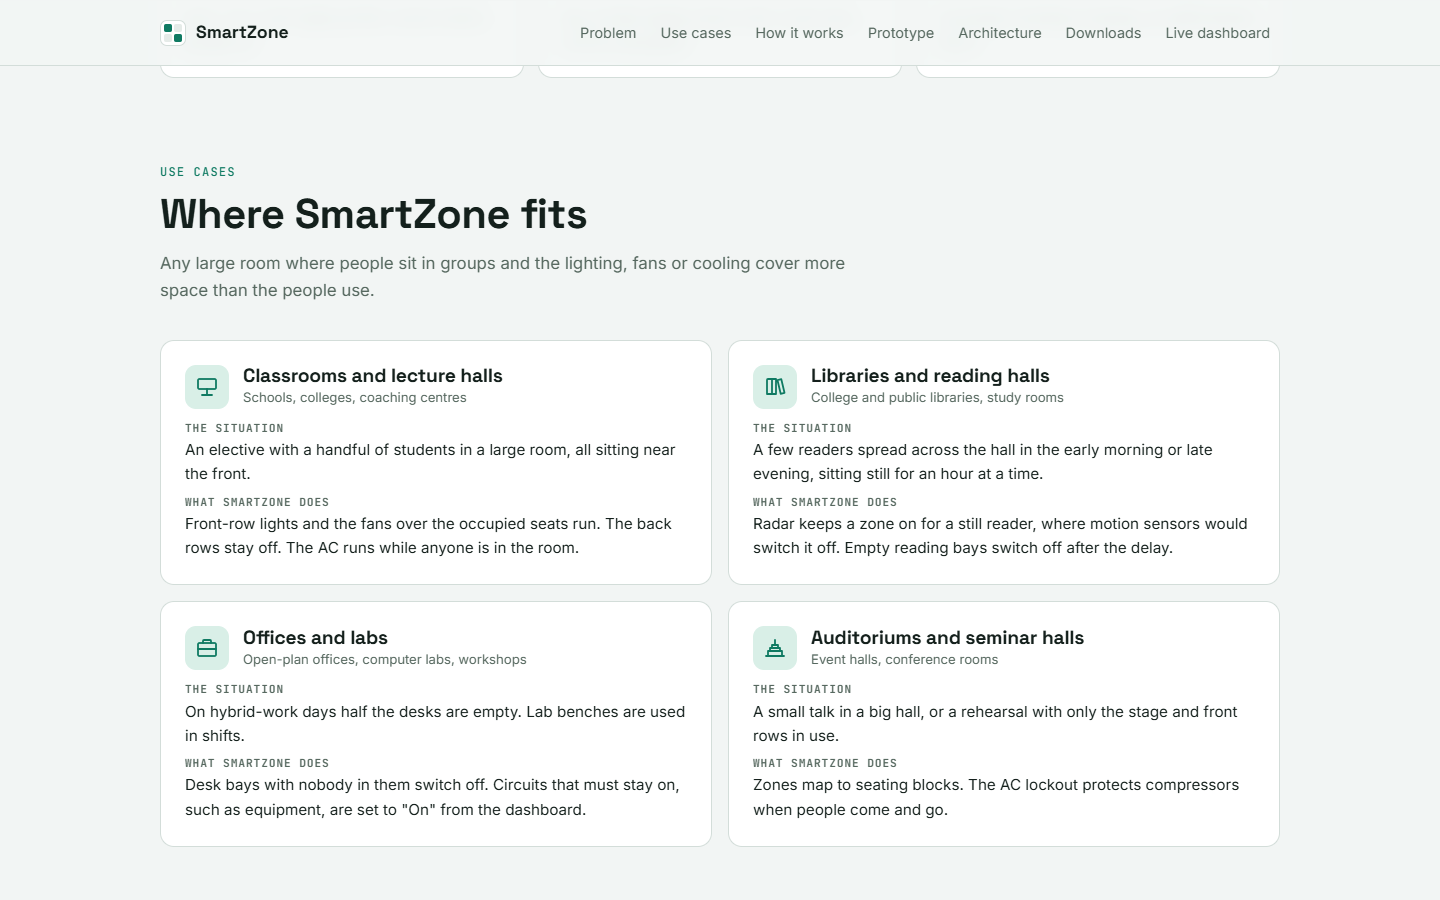 SmartZone
Problem
Use cases
How it works
Prototype
Architecture
Downloads
Live dashboard
USE CASES
Where SmartZone fits
Any large room where people sit in groups and the lighting, fans or cooling cover more
space than the people use.
Classrooms and lecture halls
Schools, colleges, coaching centres
THE SITUATION
An elective with a handful of students in a large room, all sitting near
the front.
WHAT SMARTZONE DOES
Front-row lights and the fans over the occupied seats run. The back
rows stay off. The AC runs while anyone is in the room.
Libraries and reading halls
College and public libraries, study rooms
THE SITUATION
A few readers spread across the hall in the early morning or late
evening, sitting still for an hour at a time.
WHAT SMARTZONE DOES
Radar keeps a zone on for a still reader, where motion sensors would
switch it off. Empty reading bays switch off after the delay.
Offices and labs
Open-plan offices, computer labs, workshops
THE SITUATION
On hybrid-work days half the desks are empty. Lab benches are used
in shifts.
WHAT SMARTZONE DOES
Desk bays with nobody in them switch off. Circuits that must stay on,
such as equipment, are set to "On" from the dashboard.
Auditoriums and seminar halls
Event halls, conference rooms
THE SITUATION
A small talk in a big hall, or a rehearsal with only the stage and front
rows in use.
WHAT SMARTZONE DOES
Zones map to seating blocks. The AC lockout protects compressors
when people come and go.